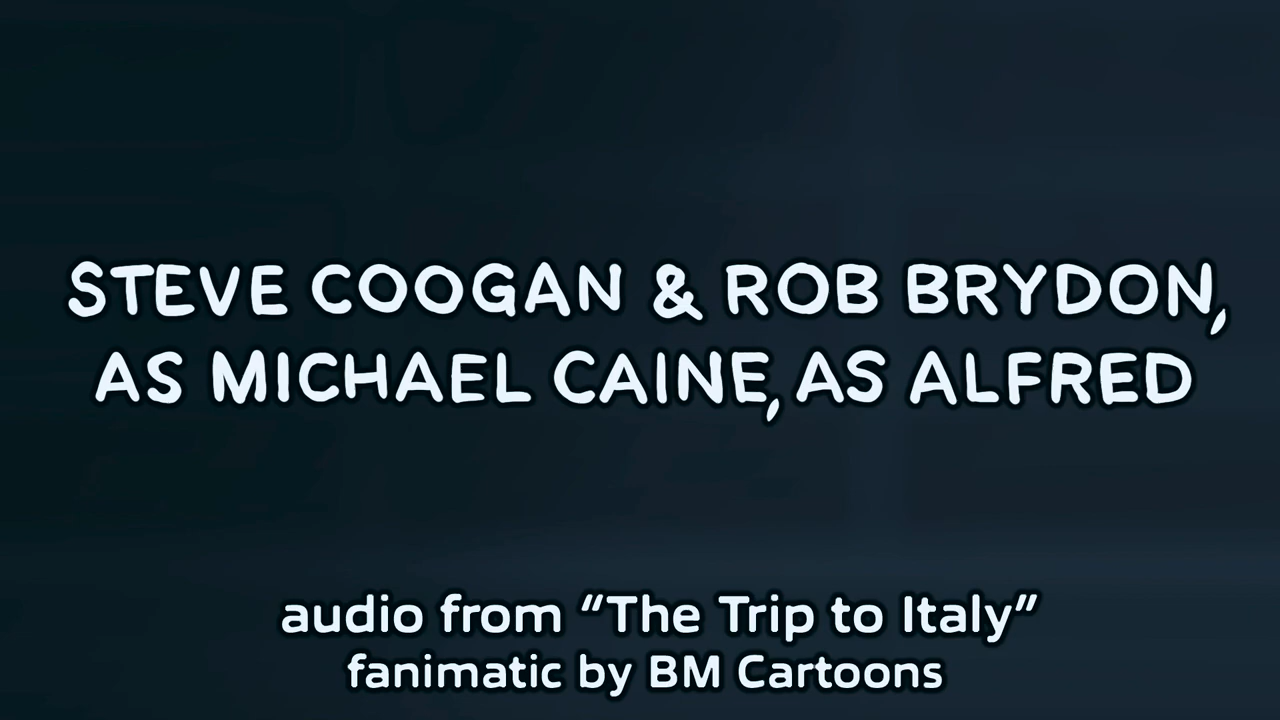 STEVE COOGAN & ROB BRYDON,
AS MICHAEL CAINE, AS ALFRED
audio from “The Trip to Italy”
fanimatic by BM Cartoons